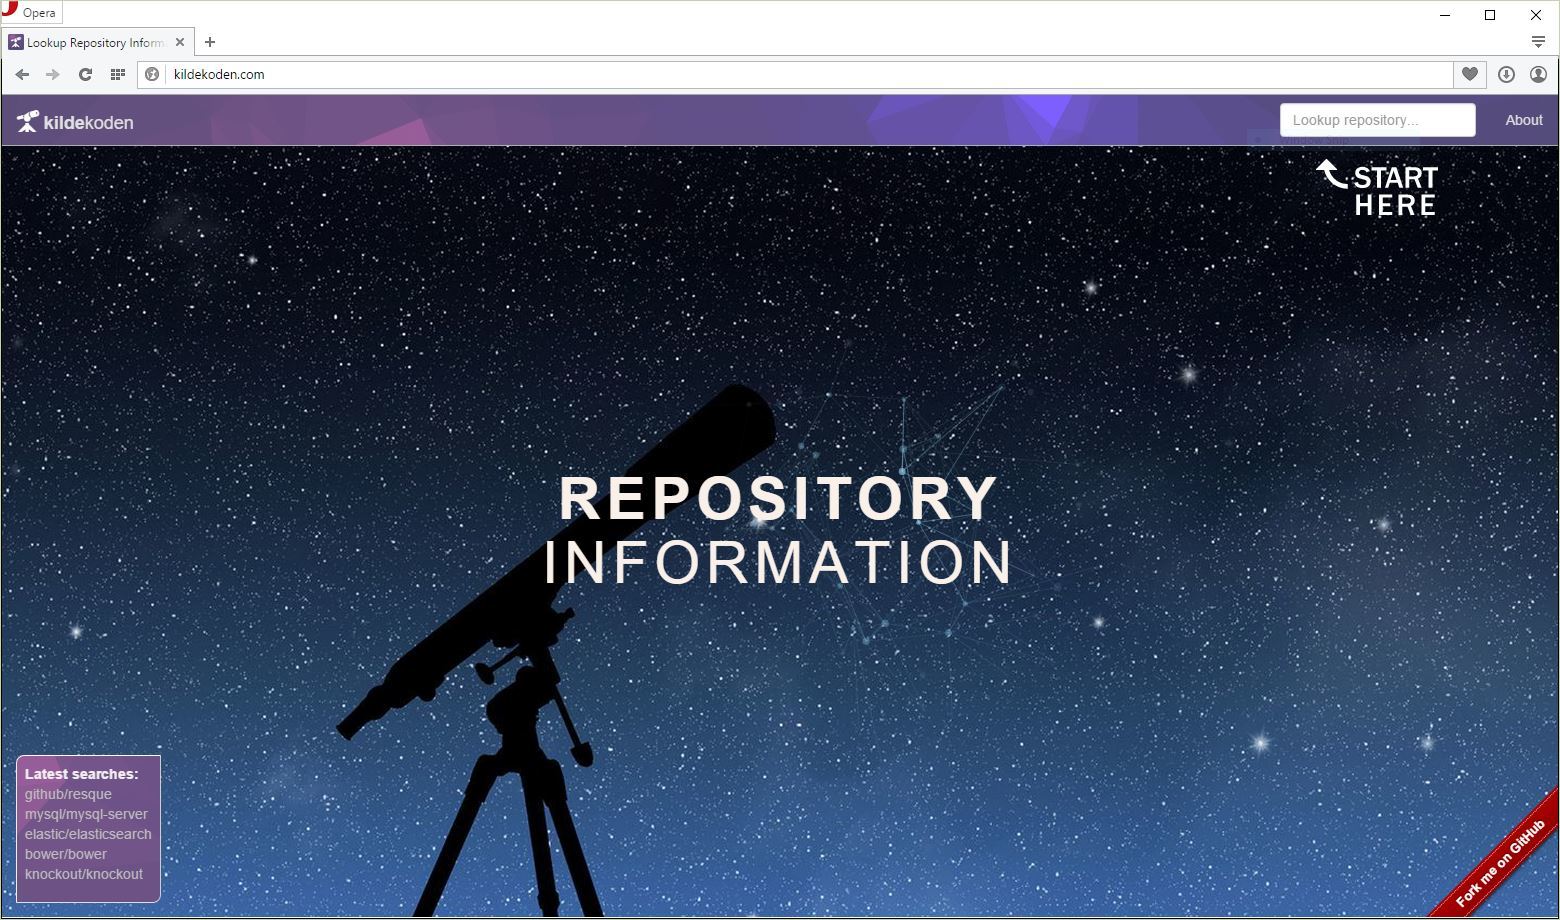 Opera
Lookup Repository Inform
kildekoden.com
kildekoden
Lookup repository...
About
START
HERE
REPOSITORY
INFORMATION
Latest searches:
github/resque
mysql/mysql-server
elastic/elasticsearch
bower/bower
knockout/knockout
Fork me on GitHub